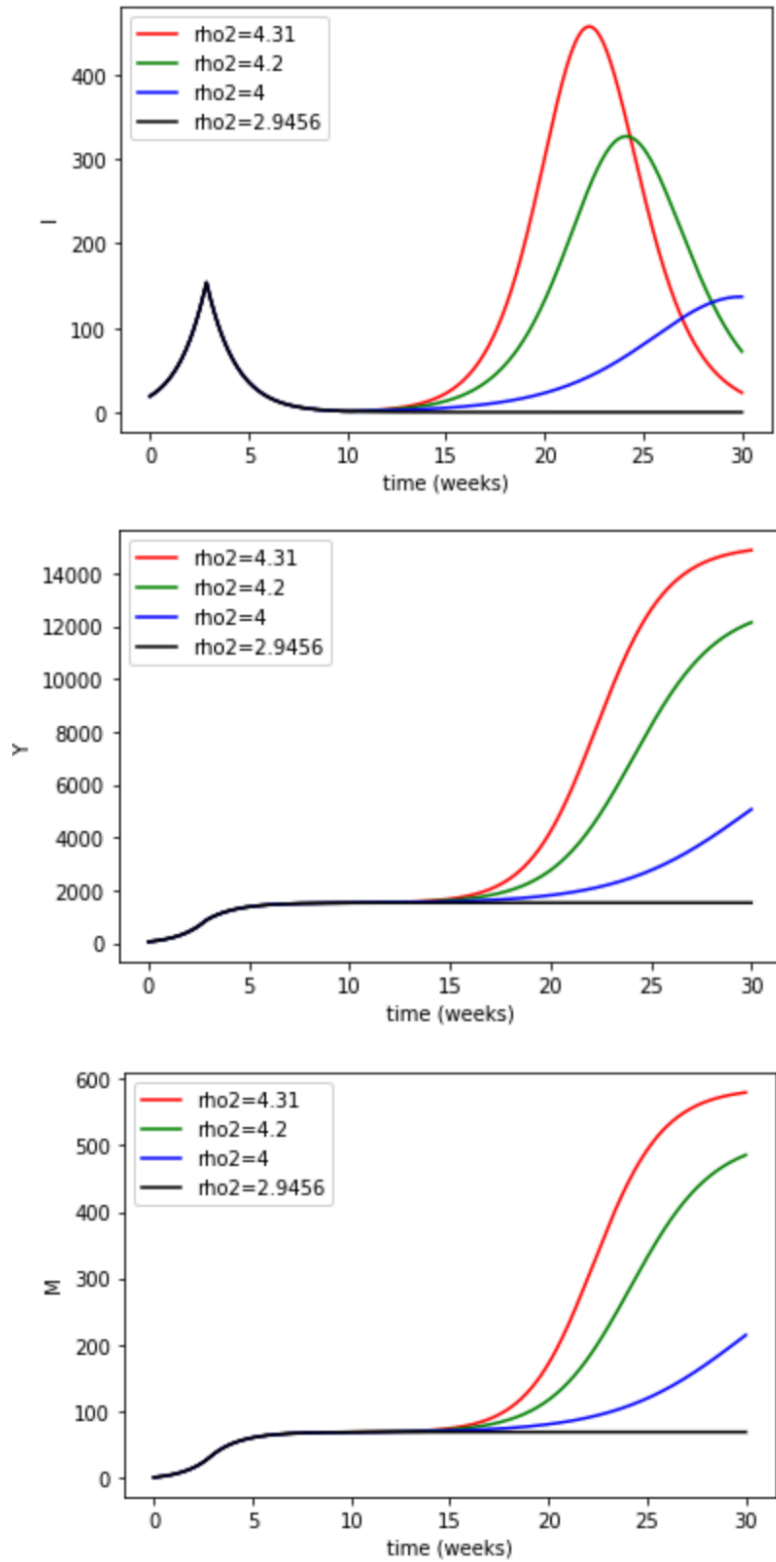 rho2=4.31
rho2=4.2
rho2=4
rho2=2.9456
400
300
200
100
0
I
0 5 10 15 20 25 30
time (weeks)
rho2=4.31
rho2=4.2
rho2=4
rho2=2.9456
14000
12000
10000
8000
6000
4000
2000
0
Y
0 5 10 15 20 25 30
time (weeks)
rho2=4.31
rho2=4.2
rho2=4
rho2=2.9456
600
500
400
300
200
100
0
M
0 5 10 15 20 25 30
time (weeks)